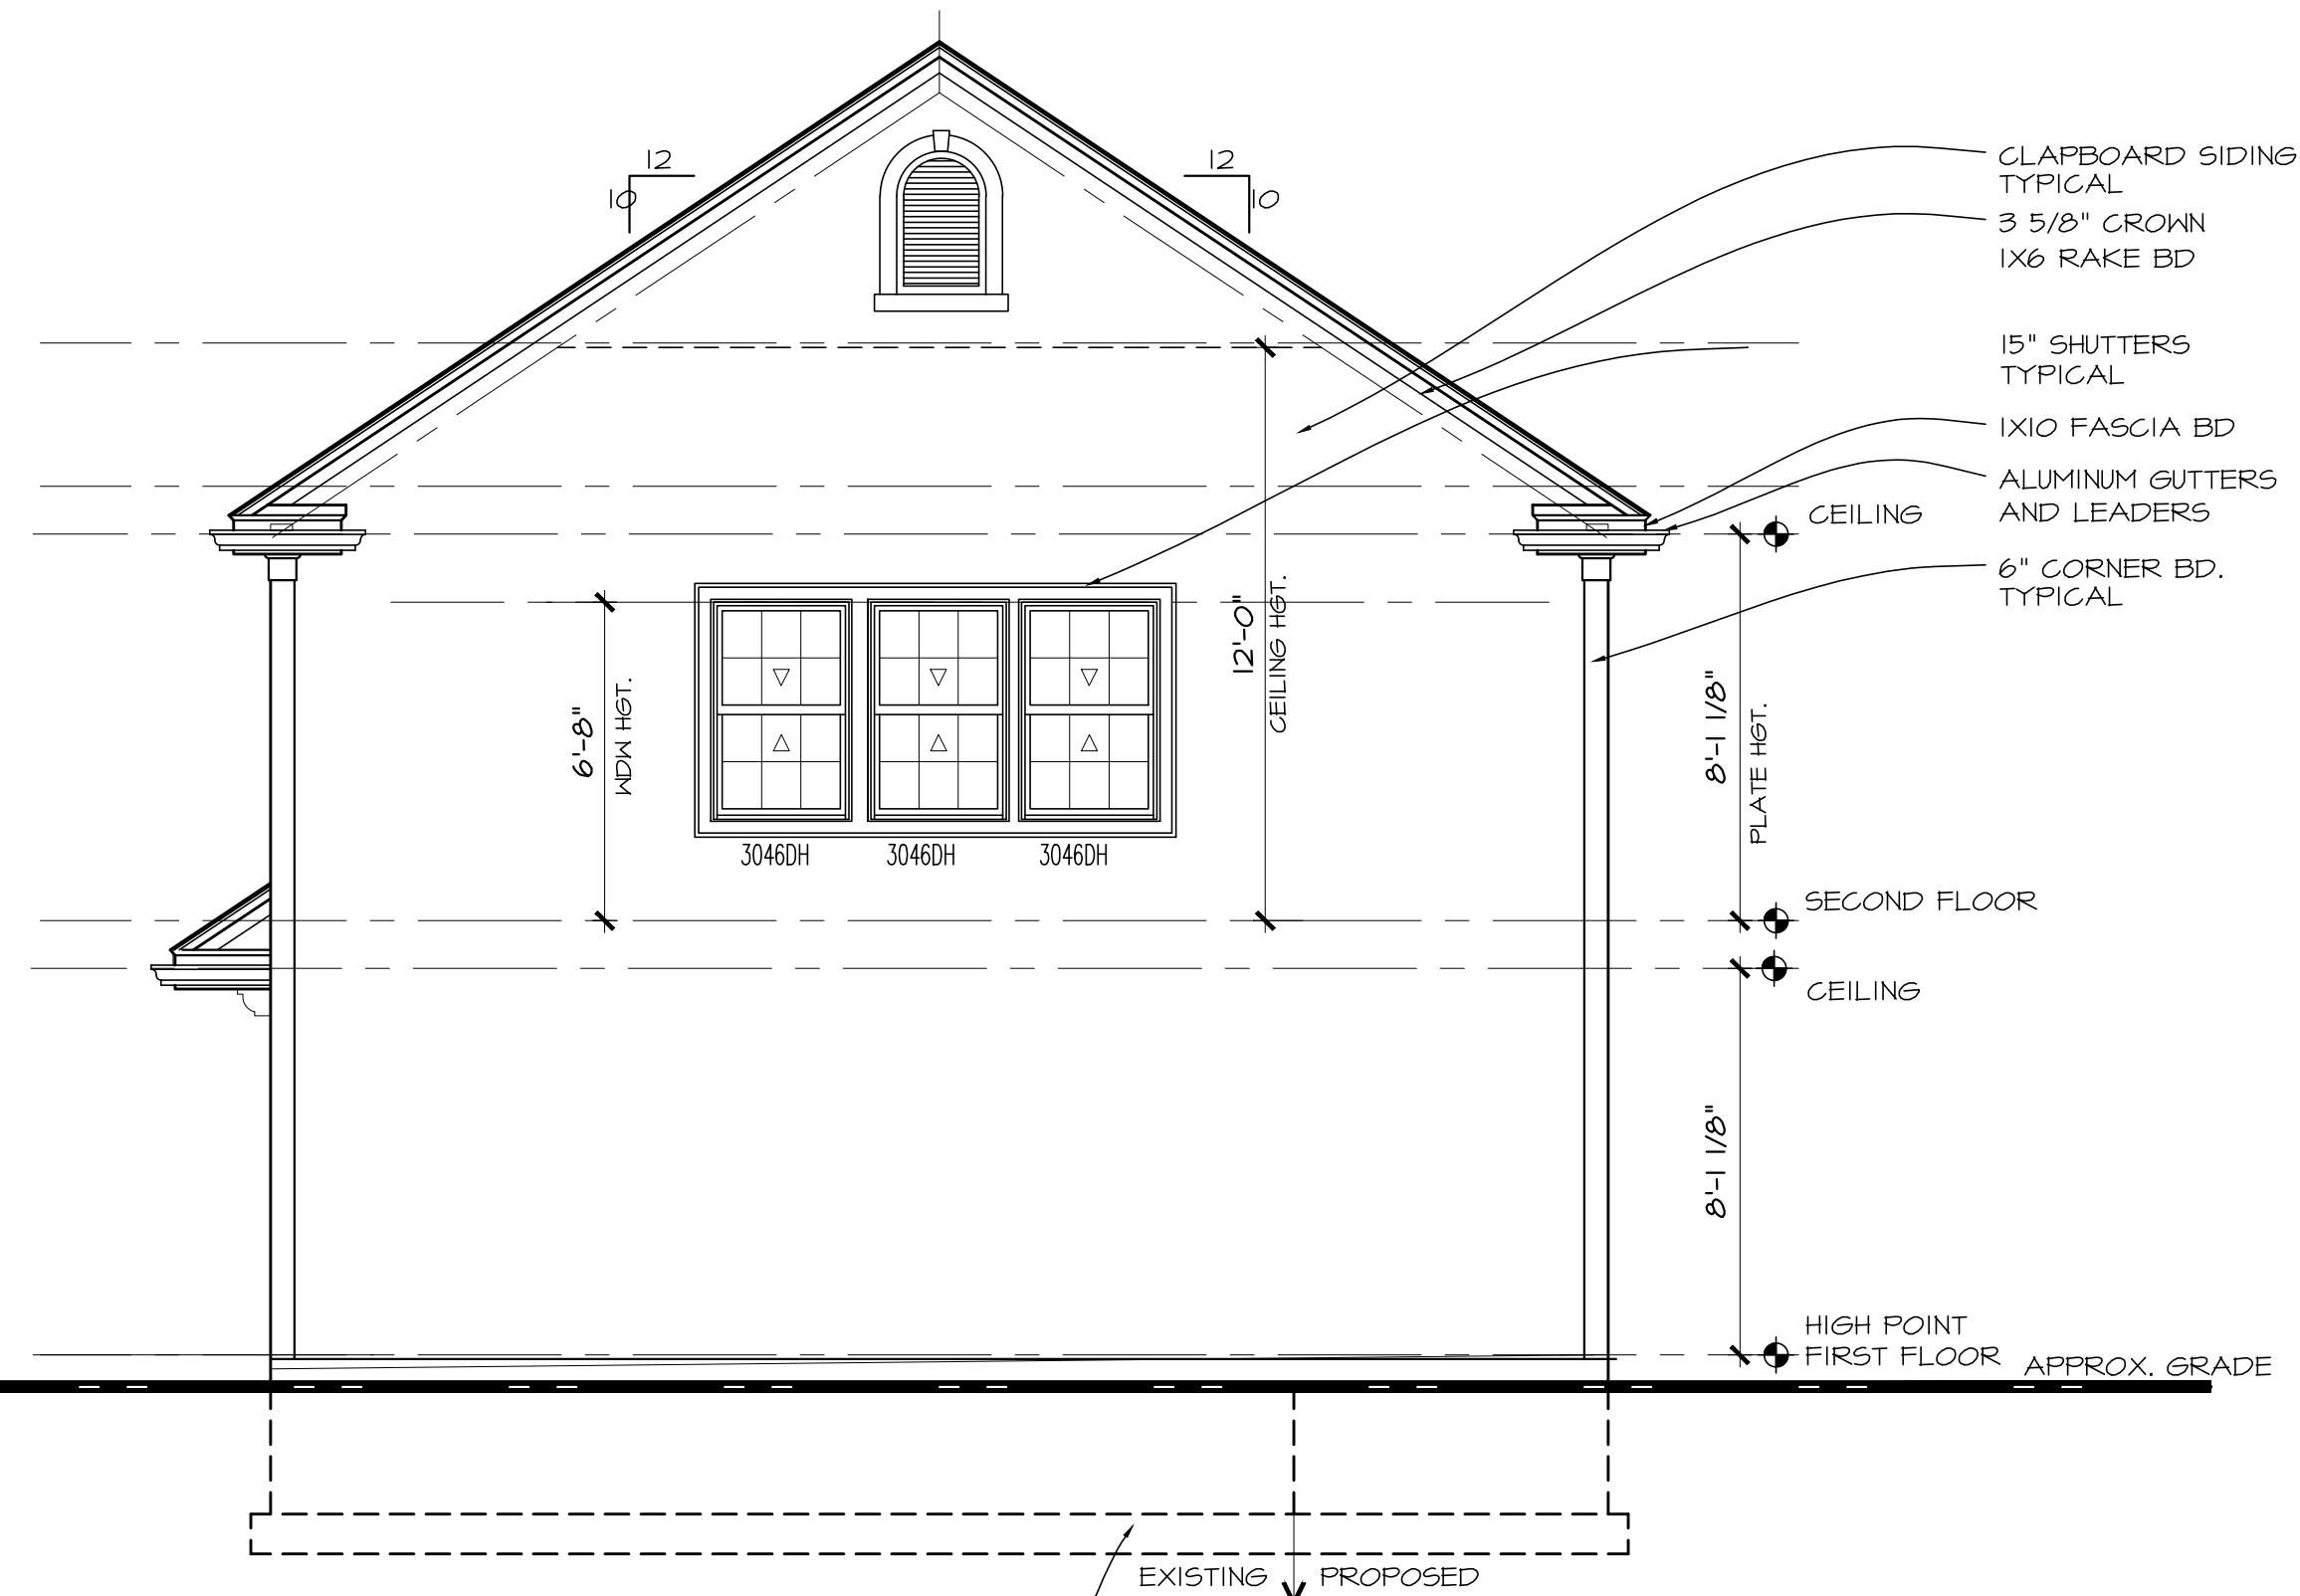 12
10
12
10
CLAPBOARD SIDING
TYPICAL
3 5/8" CROWN
1X6 RAKE BD
15" SHUTTERS
TYPICAL
1X10 FASCIA BD
ALUMINUM GUTTERS
AND LEADERS
CEILING
6" CORNER BD.
TYPICAL
6'-8"
WDW HGT.
12'-0"
CEILING HGT.
8'-1 1/8"
PLATE HGT.
3046DH
3046DH
3046DH
SECOND FLOOR
CEILING
8'-1 1/8"
HIGH POINT
FIRST FLOOR
APPROX. GRADE
EXISTING
PROPOSED